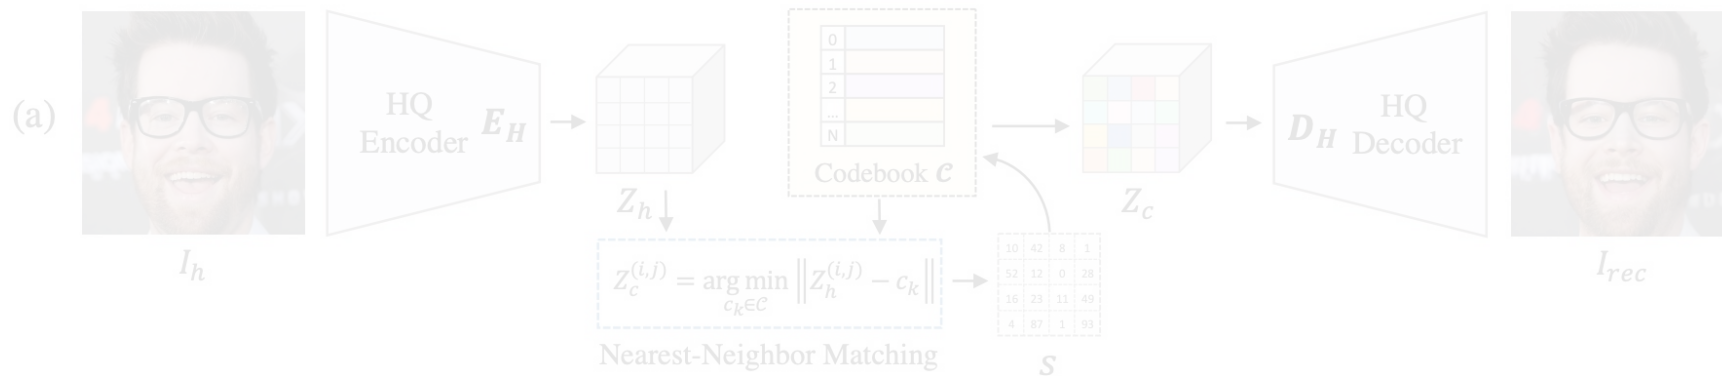 (a)
HQ
Encoder E_H
Z_h
0
1
2
...
N
Codebook C
Z_c^{(i,j)} = arg min_{c_k∈C} ||Z_h^{(i,j)} − c_k||
Nearest-Neighbor Matching
10 42 8 1
52 12 0 28
16 23 11 49
4 87 1 93
S
Z_c
D_H HQ
Decoder
I_h
I_rec